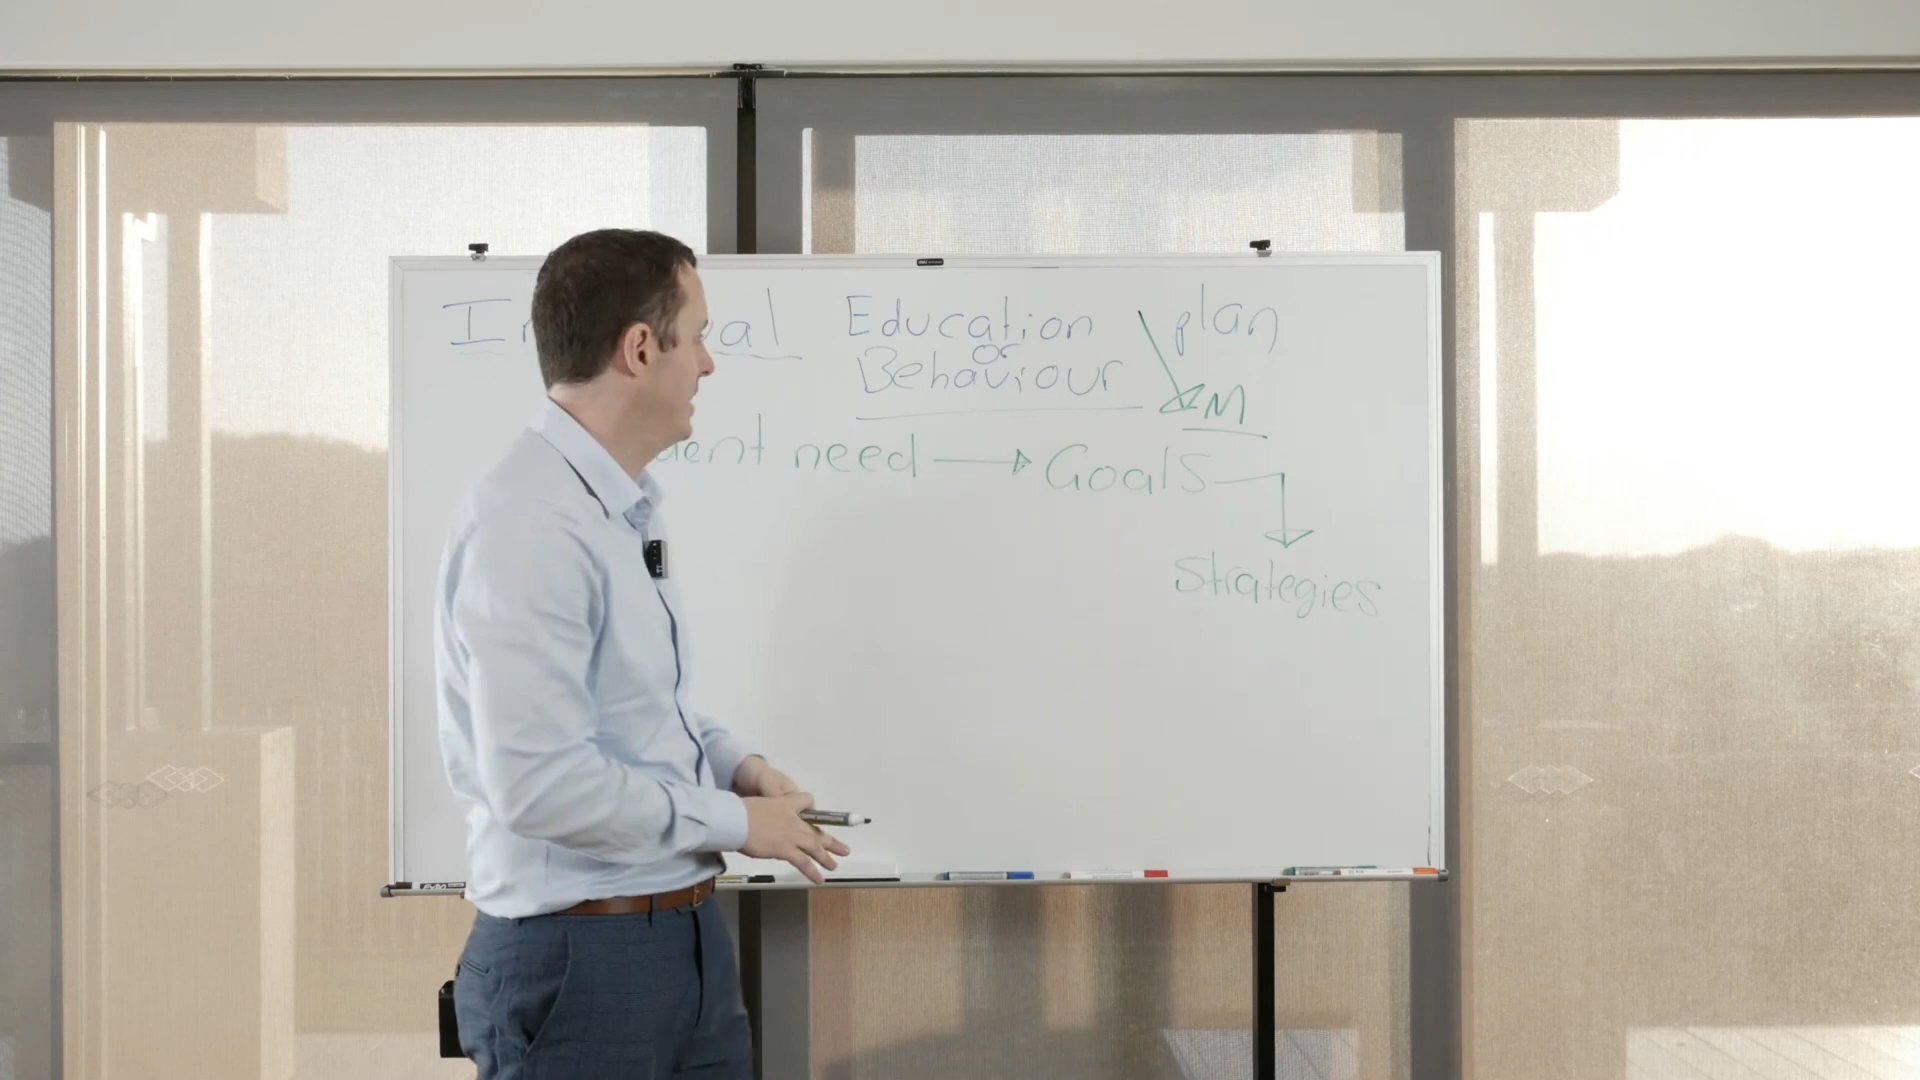 Education plan
or
Behaviour
M
need → Goals
Strategies